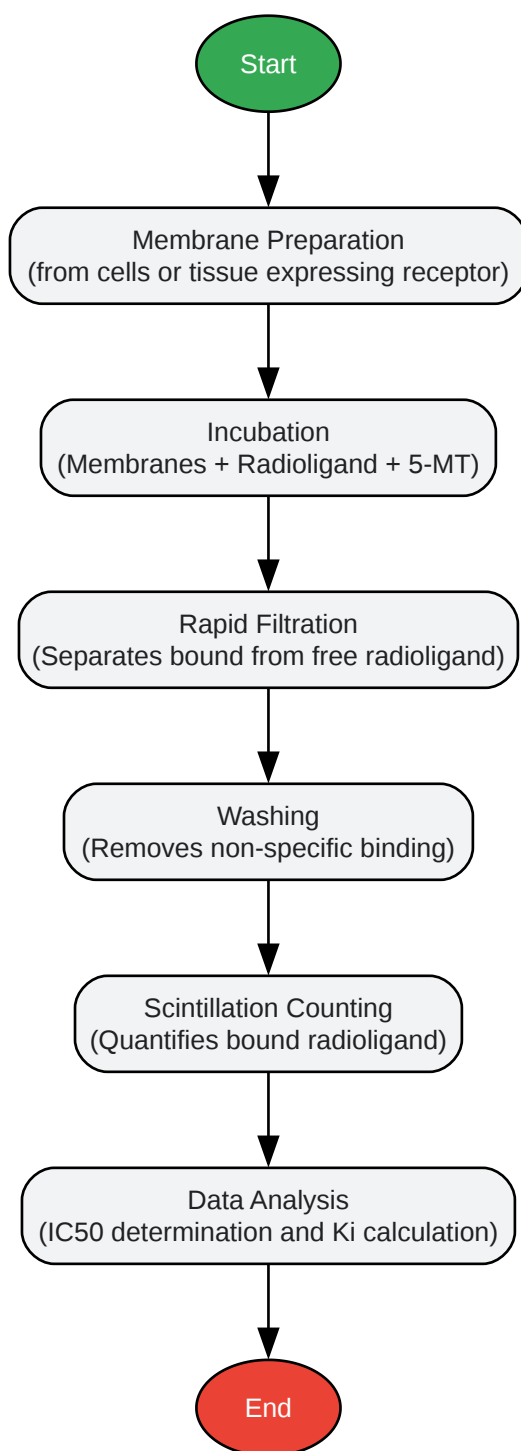 Start
Membrane Preparation
(from cells or tissue expressing receptor)
Incubation
(Membranes + Radioligand + 5-MT)
Rapid Filtration
(Separates bound from free radioligand)
Washing
(Removes non-specific binding)
Scintillation Counting
(Quantifies bound radioligand)
Data Analysis
(IC50 determination and Ki calculation)
End